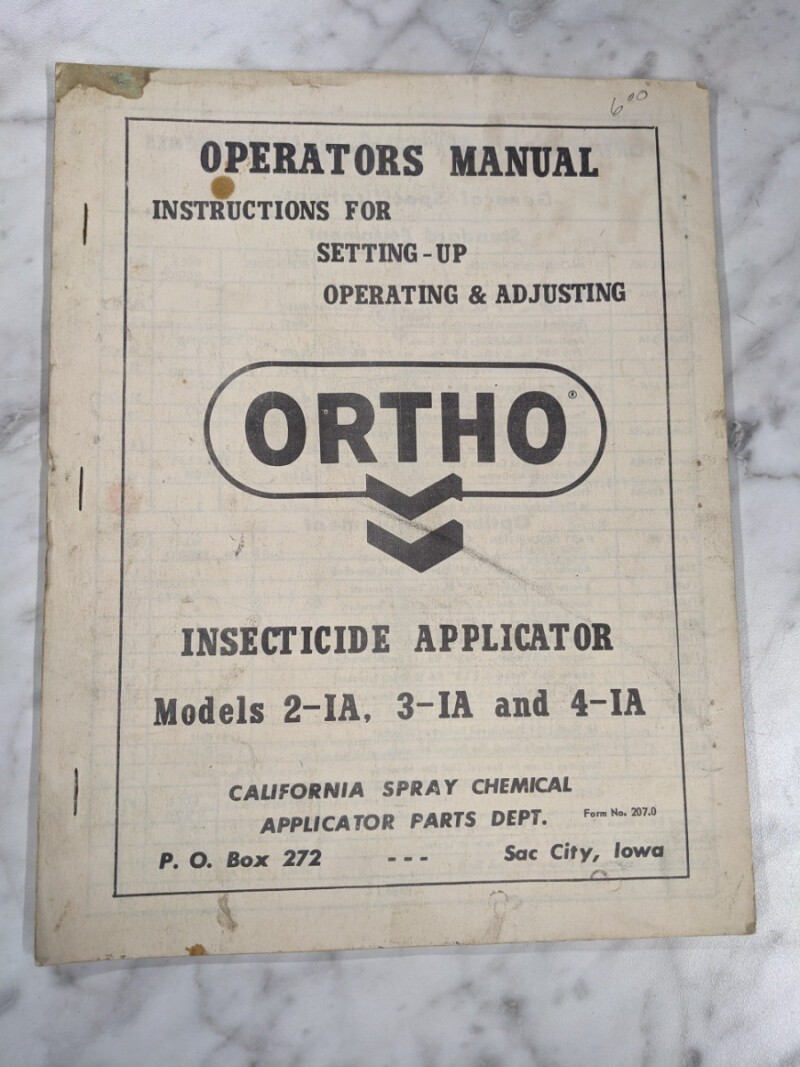 6⁰⁰
OPERATORS MANUAL
INSTRUCTIONS FOR
SETTING-UP
OPERATING & ADJUSTING
ORTHO®
INSECTICIDE APPLICATOR
Models 2-IA, 3-IA and 4-IA
CALIFORNIA SPRAY CHEMICAL
APPLICATOR PARTS DEPT. Form No. 207.0
P. O. Box 272 --- Sac City, Iowa